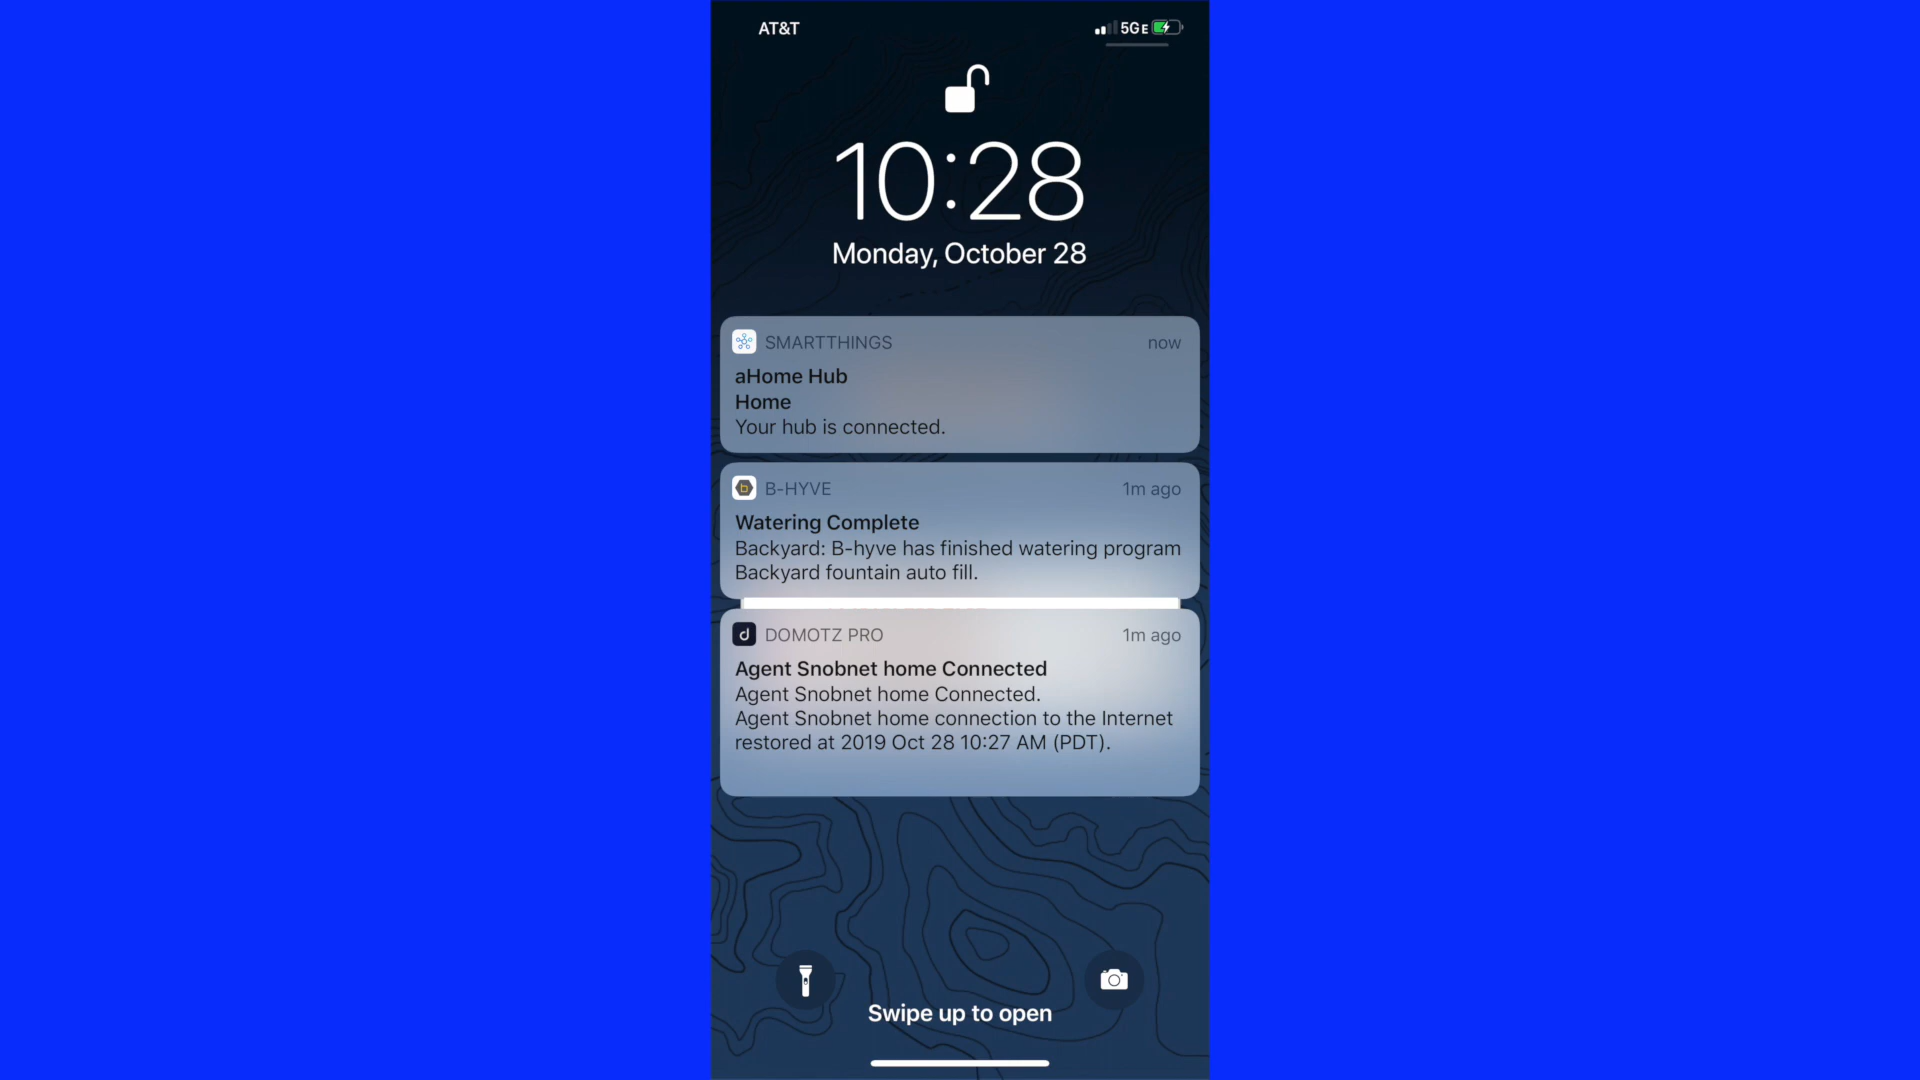 AT&T
5GE
10:28
Monday, October 28
SMARTTHINGS
now
aHome Hub
Home
Your hub is connected.
B-HYVE
1m ago
Watering Complete
Backyard: B-hyve has finished watering program
Backyard fountain auto fill.
DOMOTZ PRO
1m ago
Agent Snobnet home Connected
Agent Snobnet home Connected.
Agent Snobnet home connection to the Internet
restored at 2019 Oct 28 10:27 AM (PDT).
Swipe up to open